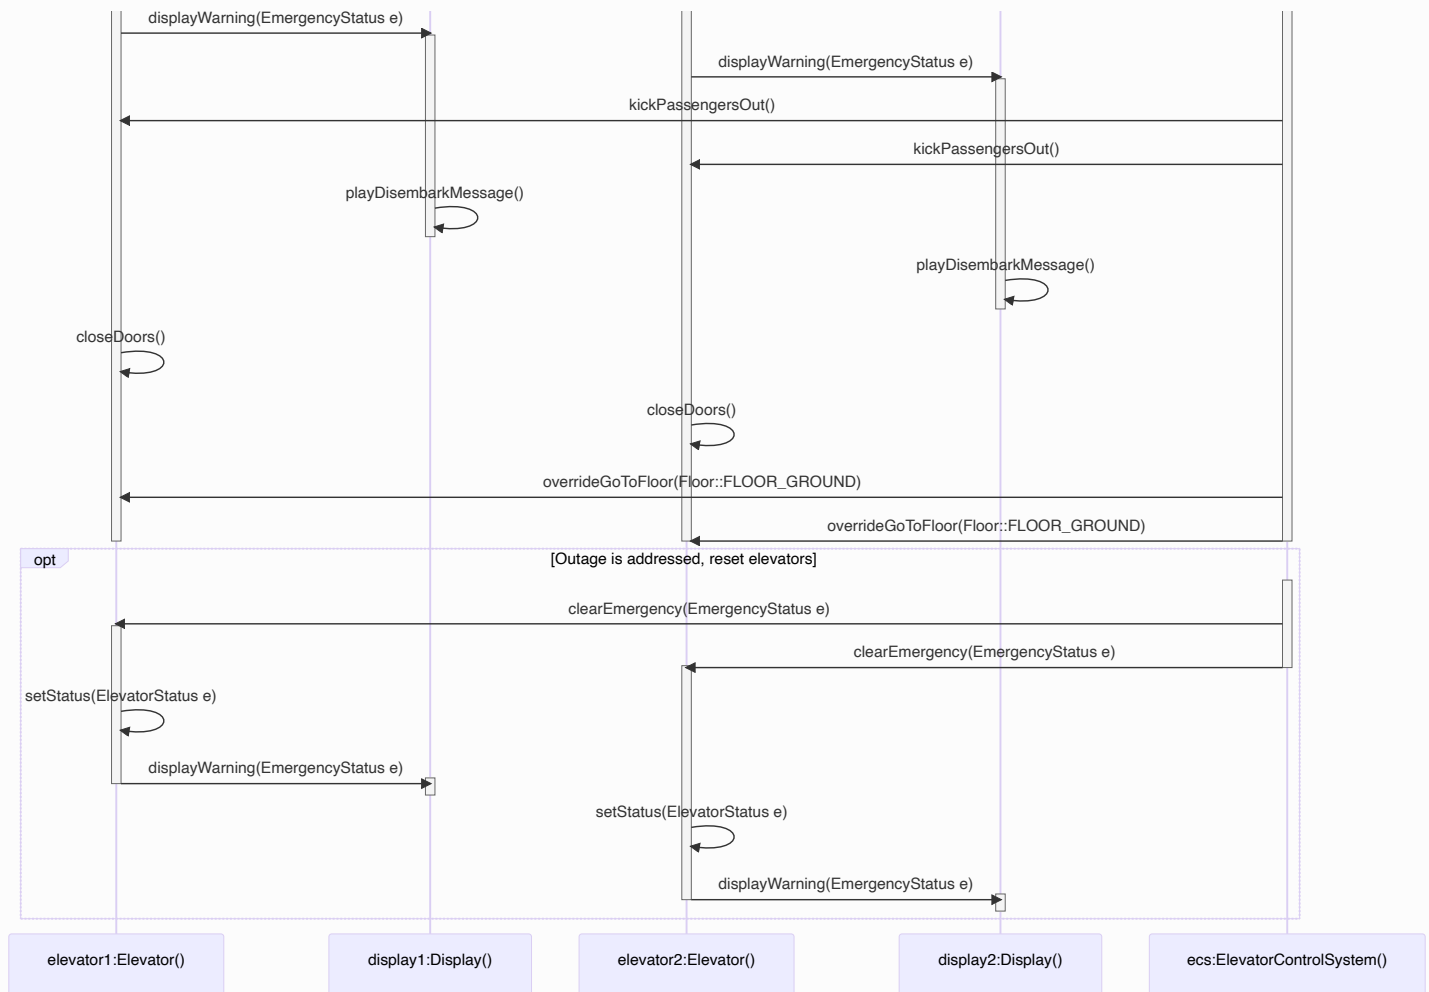 displayWarning(EmergencyStatus e)
displayWarning(EmergencyStatus e)
kickPassengersOut()
kickPassengersOut()
playDisembarkMessage()
playDisembarkMessage()
closeDoors()
closeDoors()
overrideGoToFloor(Floor::FLOOR_GROUND)
overrideGoToFloor(Floor::FLOOR_GROUND)
opt [Outage is addressed, reset elevators]
clearEmergency(EmergencyStatus e)
clearEmergency(EmergencyStatus e)
setStatus(ElevatorStatus e)
displayWarning(EmergencyStatus e)
setStatus(ElevatorStatus e)
displayWarning(EmergencyStatus e)
elevator1:Elevator() display1:Display() elevator2:Elevator() display2:Display() ecs:ElevatorControlSystem()